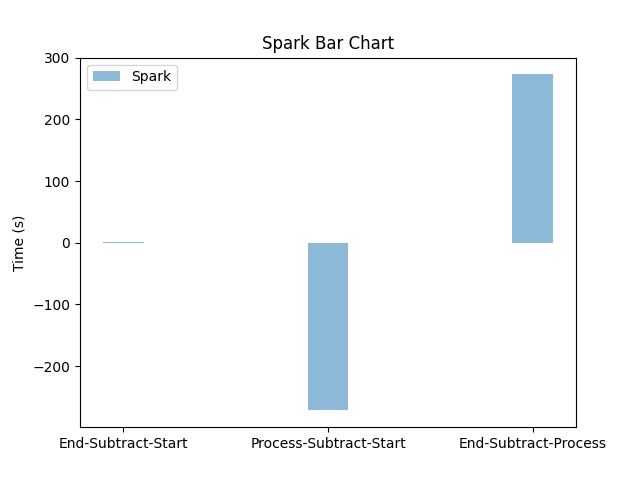 Spark Bar Chart
Spark
Time (s)
300
200
100
0
−100
−200
End-Subtract-Start
Process-Subtract-Start
End-Subtract-Process